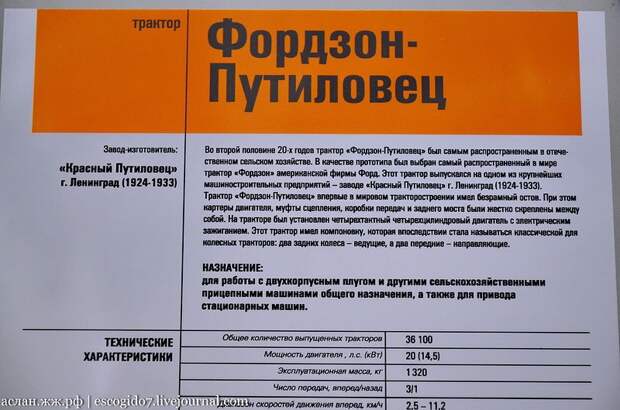 трактор
Фордзон-
Путиловец
Завод-изготовитель:
«Красный Путиловец»
г. Ленинград (1924-1933)
Во второй половине 20-х годов трактор «Фордзон-Путиловец» был самым распространенным в отече-
ственном сельском хозяйстве. В качестве прототипа был выбран самый распространенный в мире
трактор «Фордзон» американской фирмы Форд. Этот трактор выпускался на одном из крупнейших
машиностроительных предприятий – заводе «Красный Путиловец» г. Ленинград (1924-1933).
Трактор «Фордзон-Путиловец» впервые в мировом тракторостроении имел безрамный остов. При этом
картеры двигателя, муфты сцепления, коробки передач и заднего моста были жестко скреплены между
собой. На тракторе был установлен четырехтактный четырехцилиндровый двигатель с электрическим
зажиганием. Этот трактор имел компоновку, которая впоследствии стала называться классической для
колесных тракторов: два задних колеса – ведущие, а два передние – направляющие.
НАЗНАЧЕНИЕ:
для работы с двухкорпусным плугом и другими сельскохозяйственными
прицепными машинами общего назначения, а также для привода
стационарных машин.
ТЕХНИЧЕСКИЕ
ХАРАКТЕРИСТИКИ
Общее количество выпущенных тракторов 36 100
Мощность двигателя , л.с. (кВт) 20 (14,5)
Эксплуатационная масса, кг 1 320
Число передач, вперед/назад 3/1
Диапазон скоростей движения вперед, км/ч 2,5 – 11,2
аслан.жж.рф | escogido7.livejournal.com